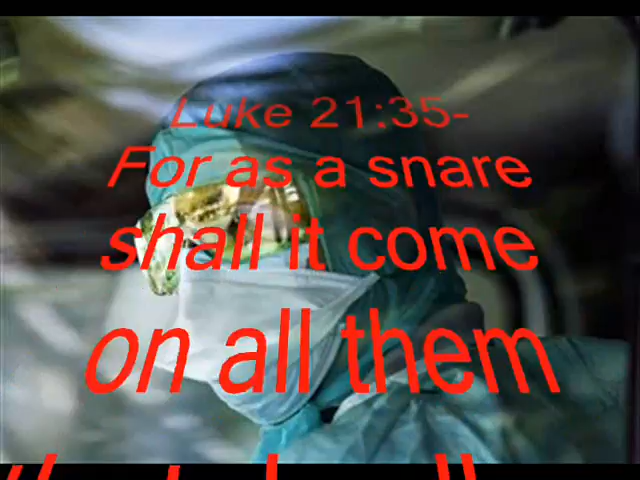 Luke 21:35-
For as a snare
shall it come
on all them